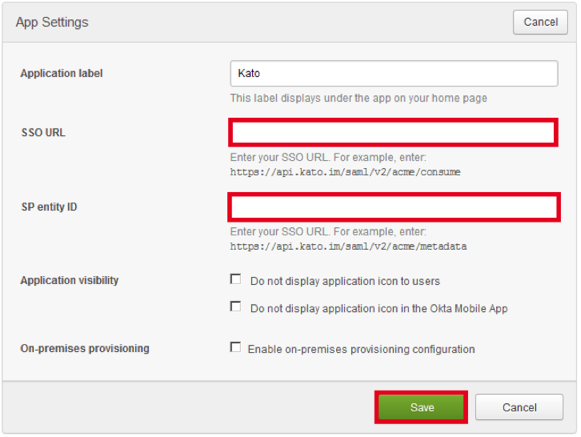 App Settings
Cancel
Application label
Kato
This label displays under the app on your home page
SSO URL
Enter your SSO URL. For example, enter:
https://api.kato.im/saml/v2/acme/consume
SP entity ID
Enter your SSO URL. For example, enter:
https://api.kato.im/saml/v2/acme/metadata
Application visibility
Do not display application icon to users
Do not display application icon in the Okta Mobile App
On-premises provisioning
Enable on-premises provisioning configuration
Save
Cancel